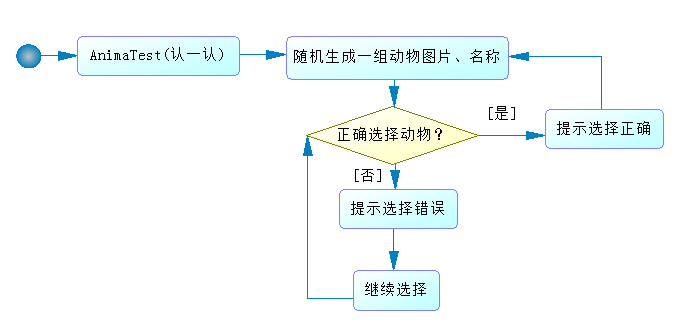 AnimaTest(认一认)
随机生成一组动物图片、名称
正确选择动物？
[是]
提示选择正确
[否]
提示选择错误
继续选择